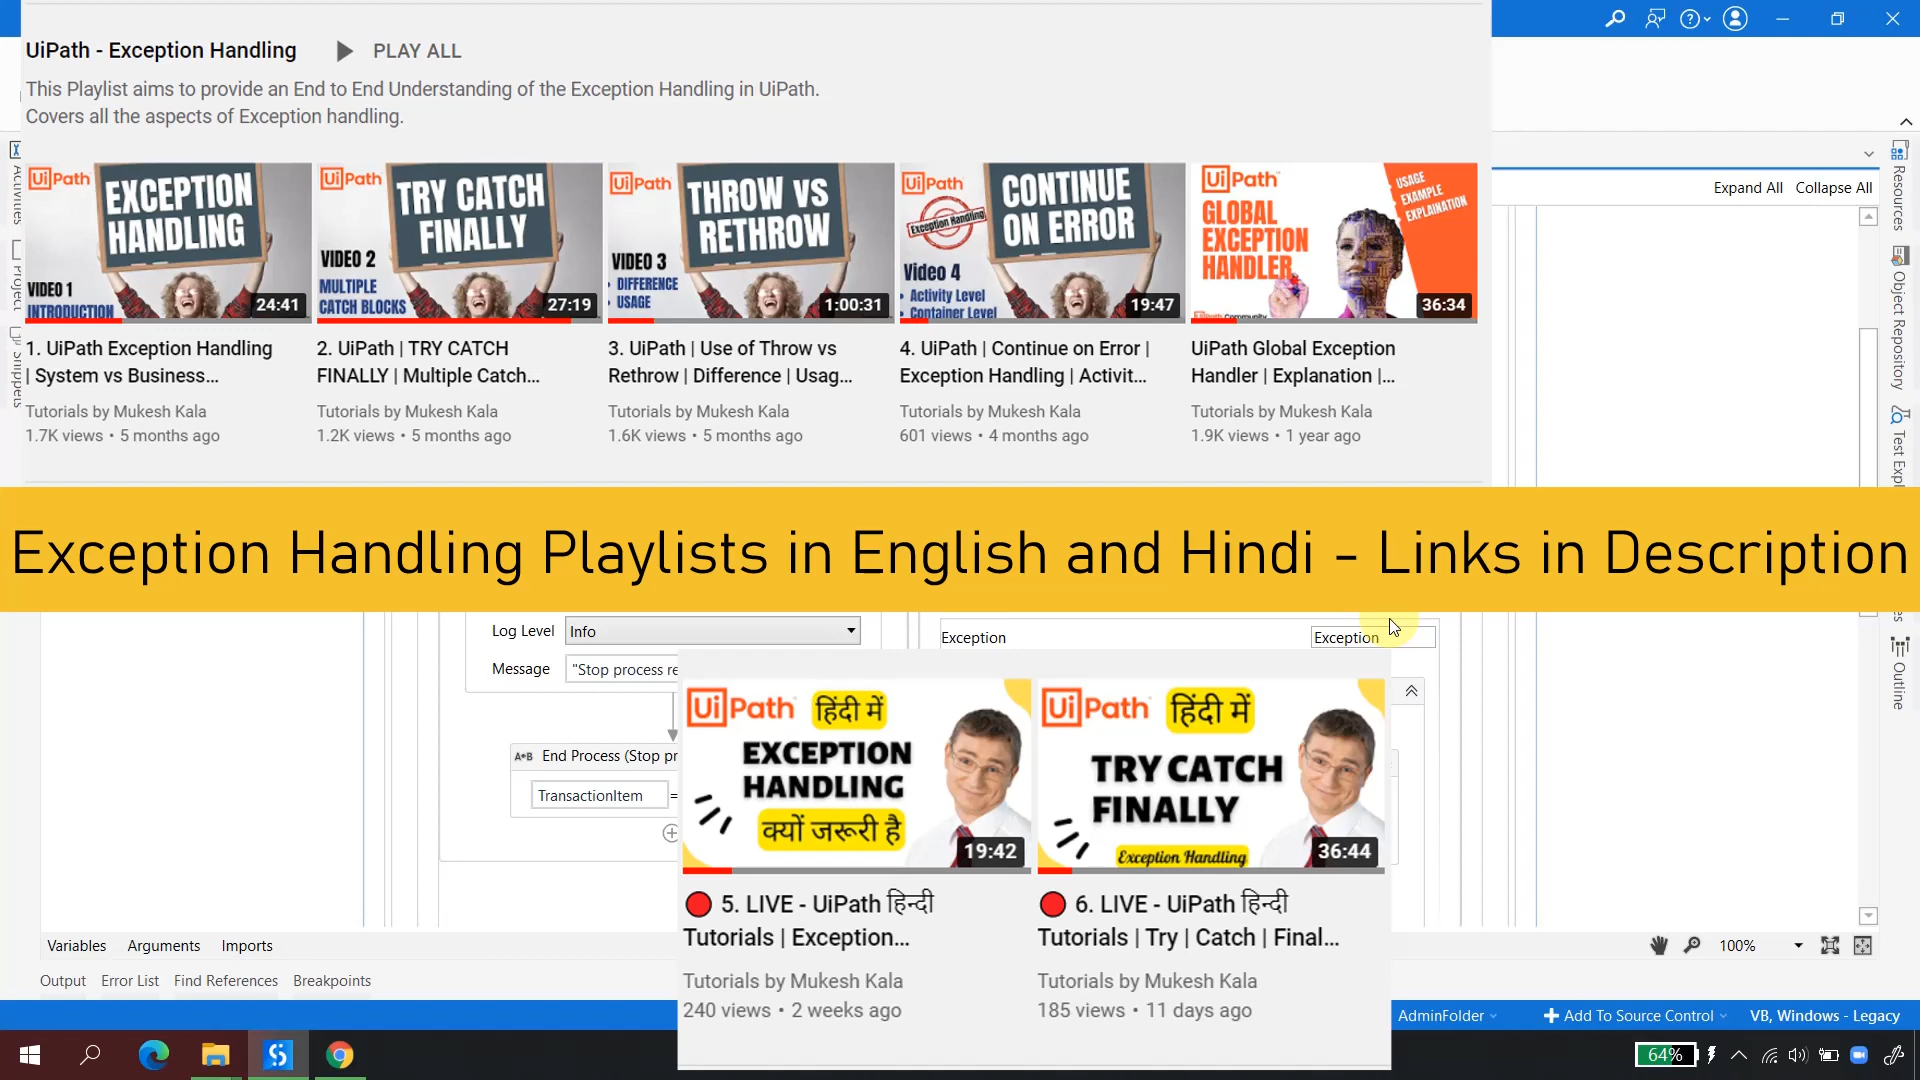 UiPath - Exception Handling
PLAY ALL
This Playlist aims to provide an End to End Understanding of the Exception Handling in UiPath.
Covers all the aspects of Exception handling.
UiPath
EXCEPTION
HANDLING
VIDEO 1
INTRODUCTION
24:41
UiPath
TRY CATCH
FINALLY
VIDEO 2
MULTIPLE
CATCH BLOCKS
27:19
UiPath
THROW VS
RETHROW
VIDEO 3
• DIFFERENCE
• USAGE
1:00:31
UiPath
Exception Handling
CONTINUE
ON ERROR
Video 4
• Activity Level
• Container Level
19:47
UiPath
GLOBAL
EXCEPTION
HANDLER
USAGE
EXAMPLE
EXPLAINATION
UiPath Community
36:34
1. UiPath Exception Handling
| System vs Business...
Tutorials by Mukesh Kala
1.7K views • 5 months ago
2. UiPath | TRY CATCH
FINALLY | Multiple Catch...
Tutorials by Mukesh Kala
1.2K views • 5 months ago
3. UiPath | Use of Throw vs
Rethrow | Difference | Usag...
Tutorials by Mukesh Kala
1.6K views • 5 months ago
4. UiPath | Continue on Error |
Exception Handling | Activit...
Tutorials by Mukesh Kala
601 views • 4 months ago
UiPath Global Exception
Handler | Explanation |...
Tutorials by Mukesh Kala
1.9K views • 1 year ago
Expand All
Collapse All
Activities
Project
Snippets
Resources
Object Repository
Test Expl
Outline
Exception Handling Playlists in English and Hindi - Links in Description
Log Level
Info
Message
"Stop process re
Exception
Exception
A+B End Process (Stop pr
TransactionItem
=
UiPath
हिंदी में
EXCEPTION
HANDLING
क्यों जरूरी है
19:42
UiPath
हिंदी में
TRY CATCH
FINALLY
Exception Handling
36:44
5. LIVE - UiPath हिन्दी
Tutorials | Exception...
Tutorials by Mukesh Kala
240 views • 2 weeks ago
6. LIVE - UiPath हिन्दी
Tutorials | Try | Catch | Final...
Tutorials by Mukesh Kala
185 views • 11 days ago
Variables
Arguments
Imports
100%
Output
Error List
Find References
Breakpoints
AdminFolder
Add To Source Control
VB, Windows - Legacy
64%